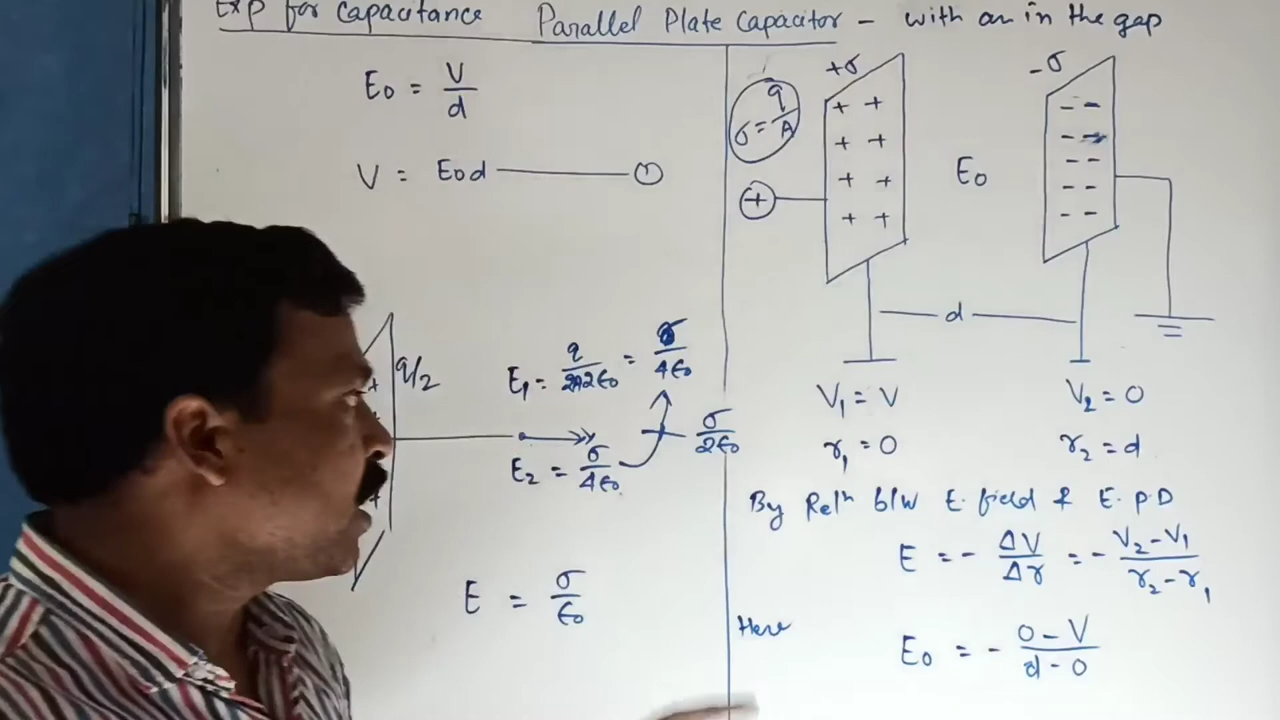 Exp for Capacitance Parallel Plate Capacitor - with air in the gap
E₀ = V/d
V = E₀d ——— ①
q/2
E₁ = q/2A2ε₀ = σ/4ε₀
E₂ = σ/4ε₀
σ/2ε₀
E = σ/ε₀
σ = q/A
+σ
-σ
+
+ +
+ +
+ +
+ +
- -
- -
- -
- -
- -
E₀
d
V₁ = V
V₂ = 0
r₁ = 0
r₂ = d
By Relⁿ b/w E. field & E. P.D
E = - ΔV/Δr = - V₂-V₁/r₂-r₁
Here
E₀ = - 0-V/d-0